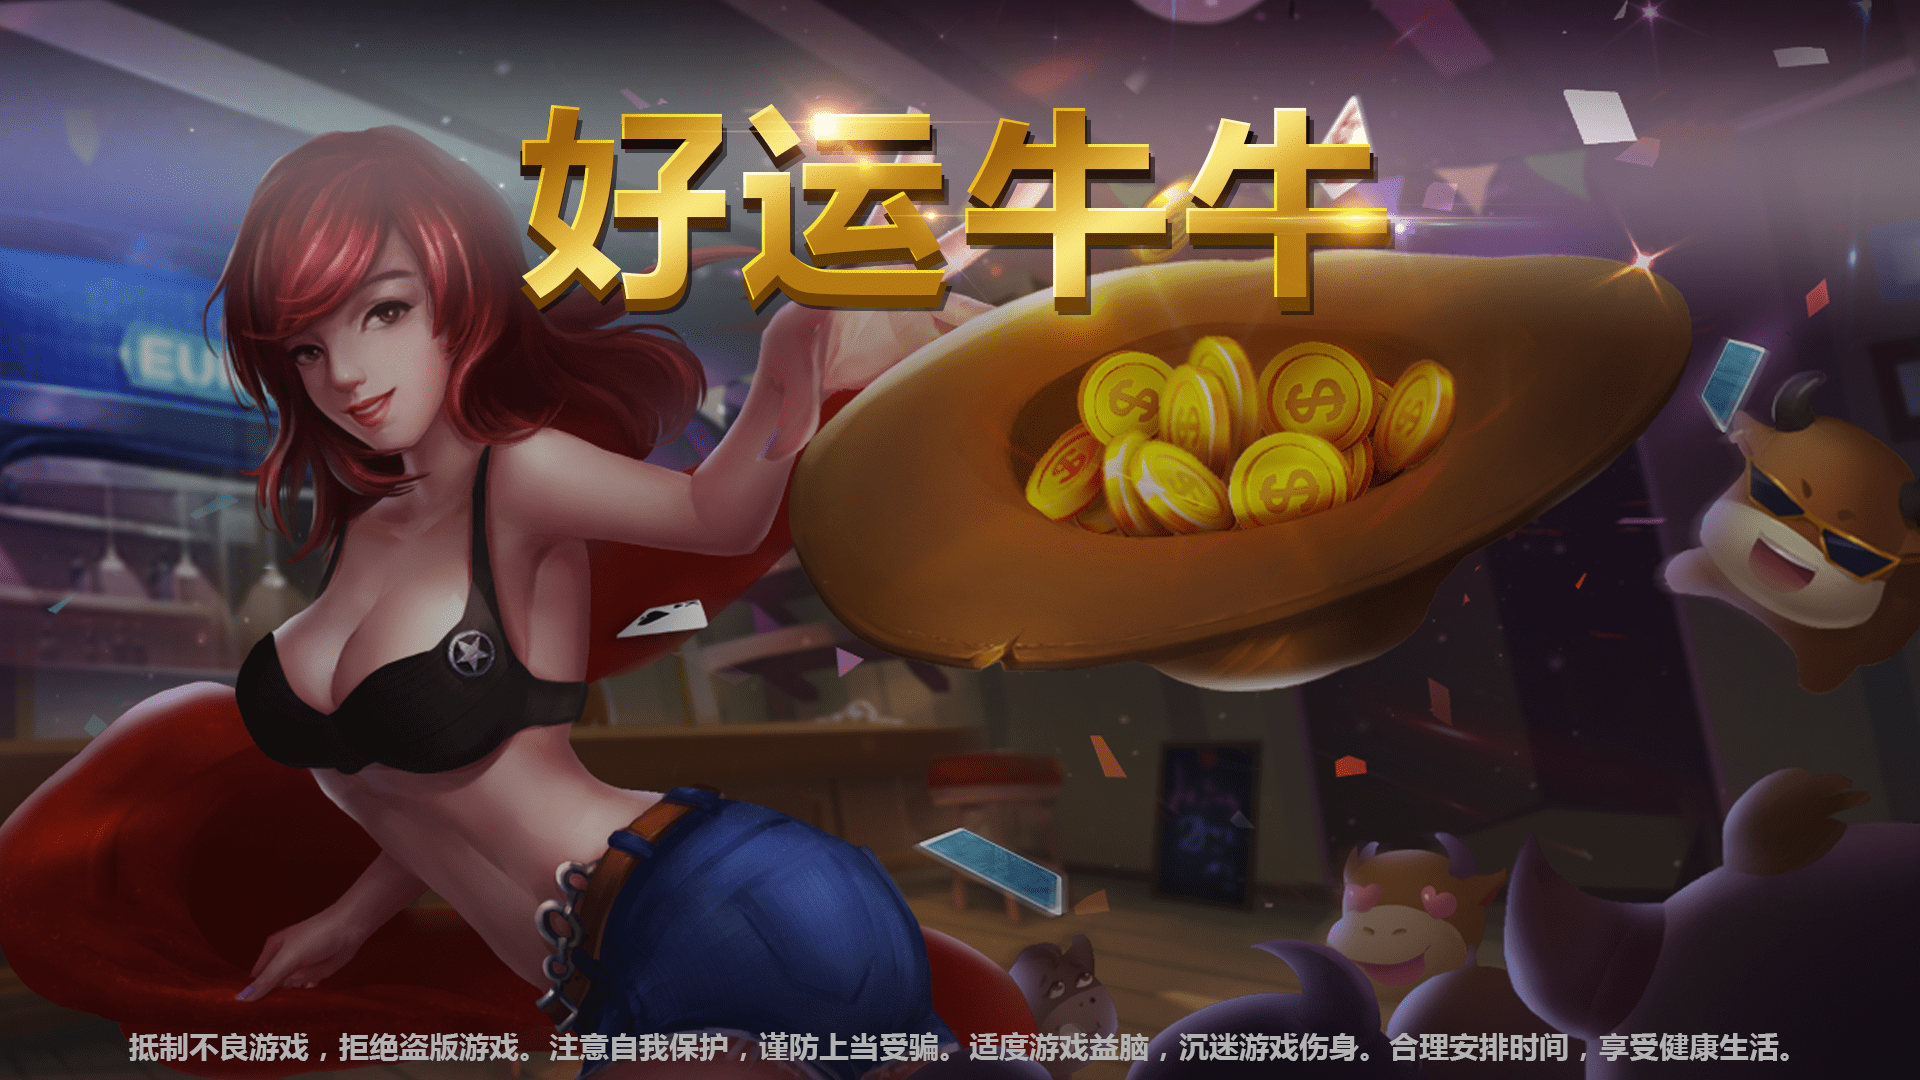 好运牛牛
EU
抵制不良游戏，拒绝盗版游戏。注意自我保护，谨防上当受骗。适度游戏益脑，沉迷游戏伤身。合理安排时间，享受健康生活。